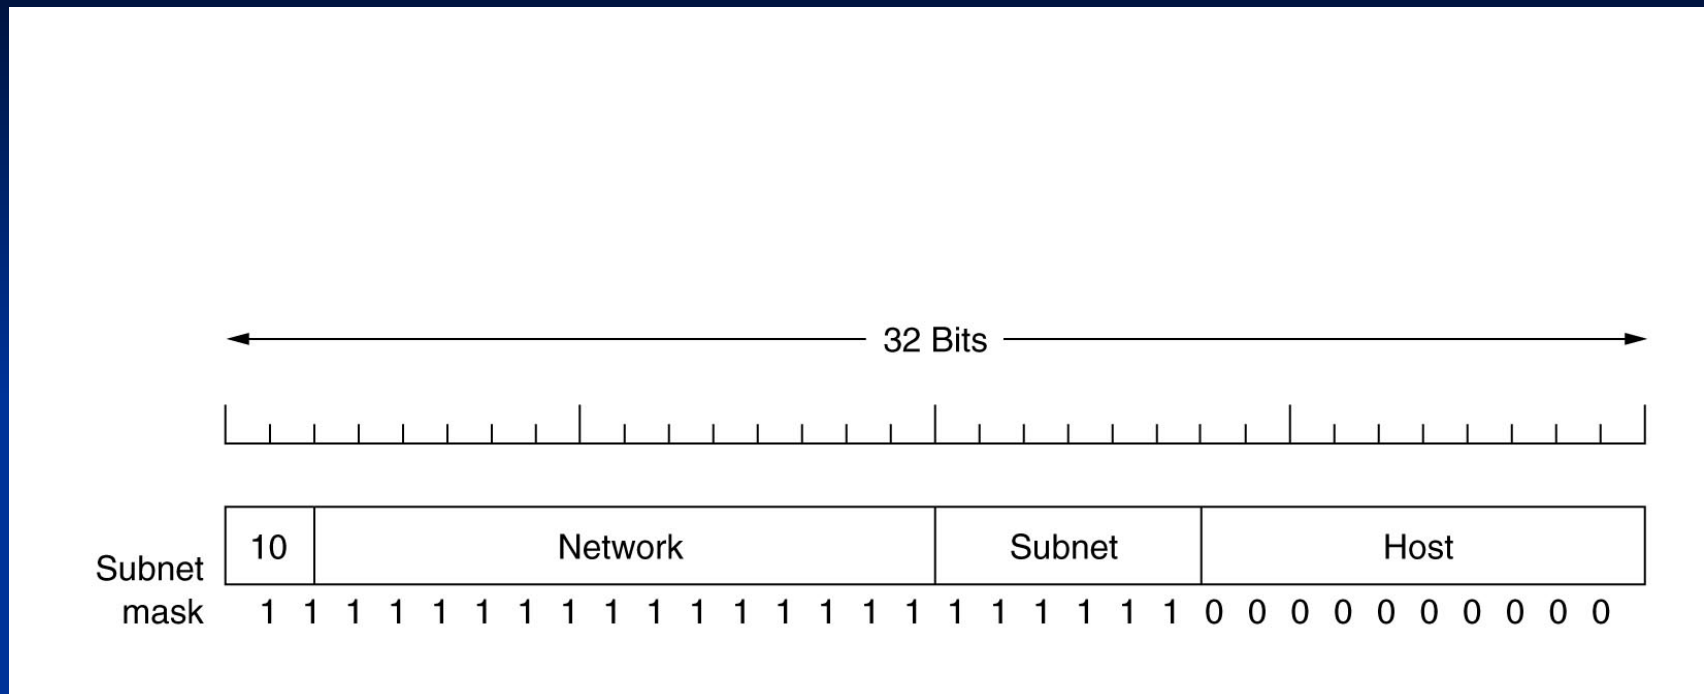 32 Bits
10 Network Subnet Host
Subnet
mask 1 1 1 1 1 1 1 1 1 1 1 1 1 1 1 1 1 1 1 1 1 1 0 0 0 0 0 0 0 0 0 0